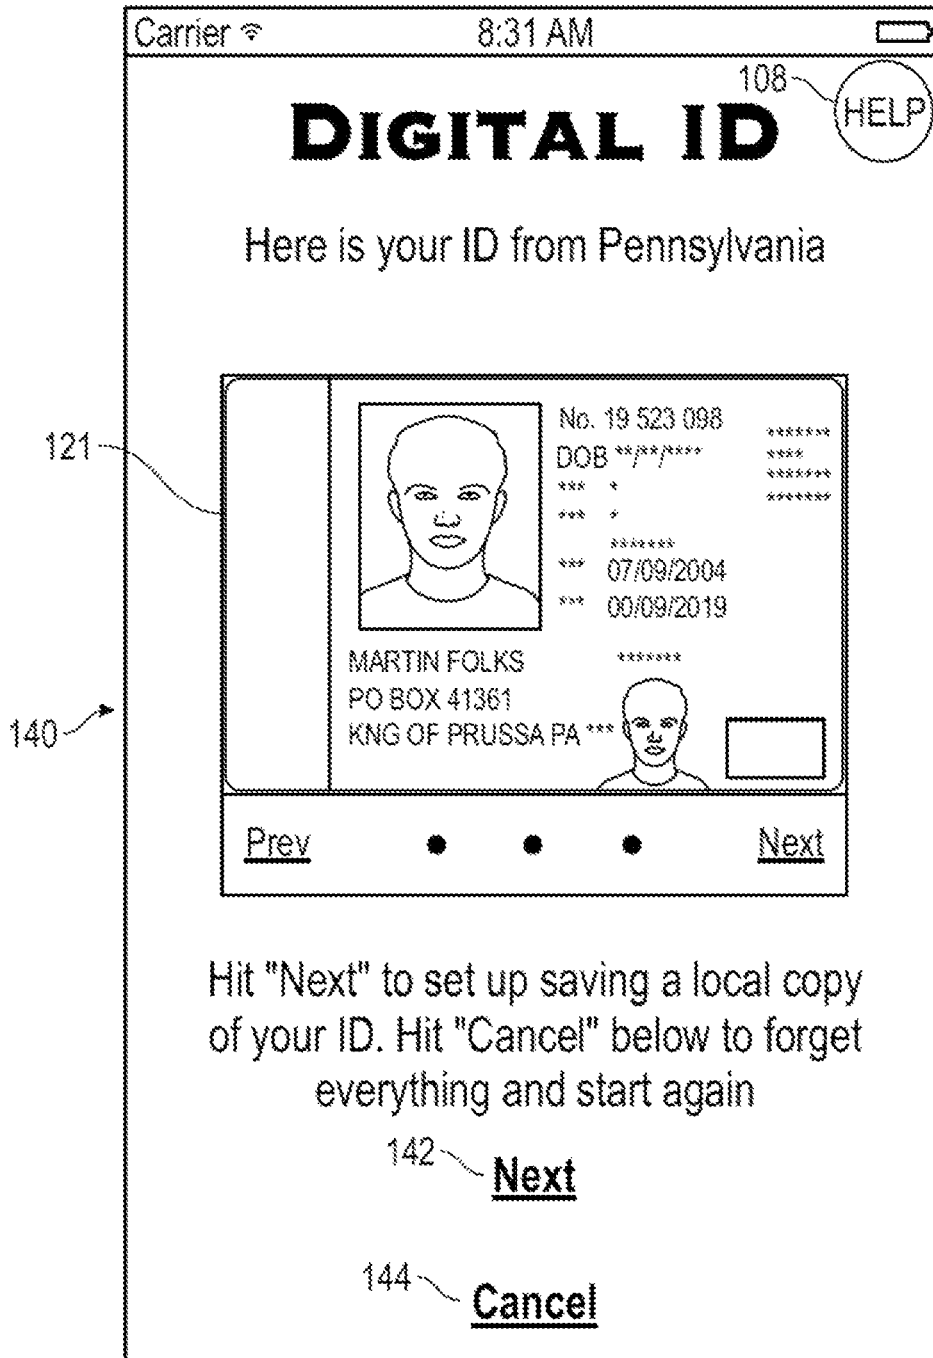 Carrier 8:31 AM
108
HELP
DIGITAL ID
Here is your ID from Pennsylvania
121
No. 19 523 098
DOB **/**/****
*******
****
*******
*******
*** *
*** *
*******
*** 07/09/2004
*** 00/09/2019
MARTIN FOLKS
*******
PO BOX 41361
KNG OF PRUSSA PA ***
140
Prev
Next
Hit "Next" to set up saving a local copy
of your ID. Hit "Cancel" below to forget
everything and start again
142
Next
144
Cancel